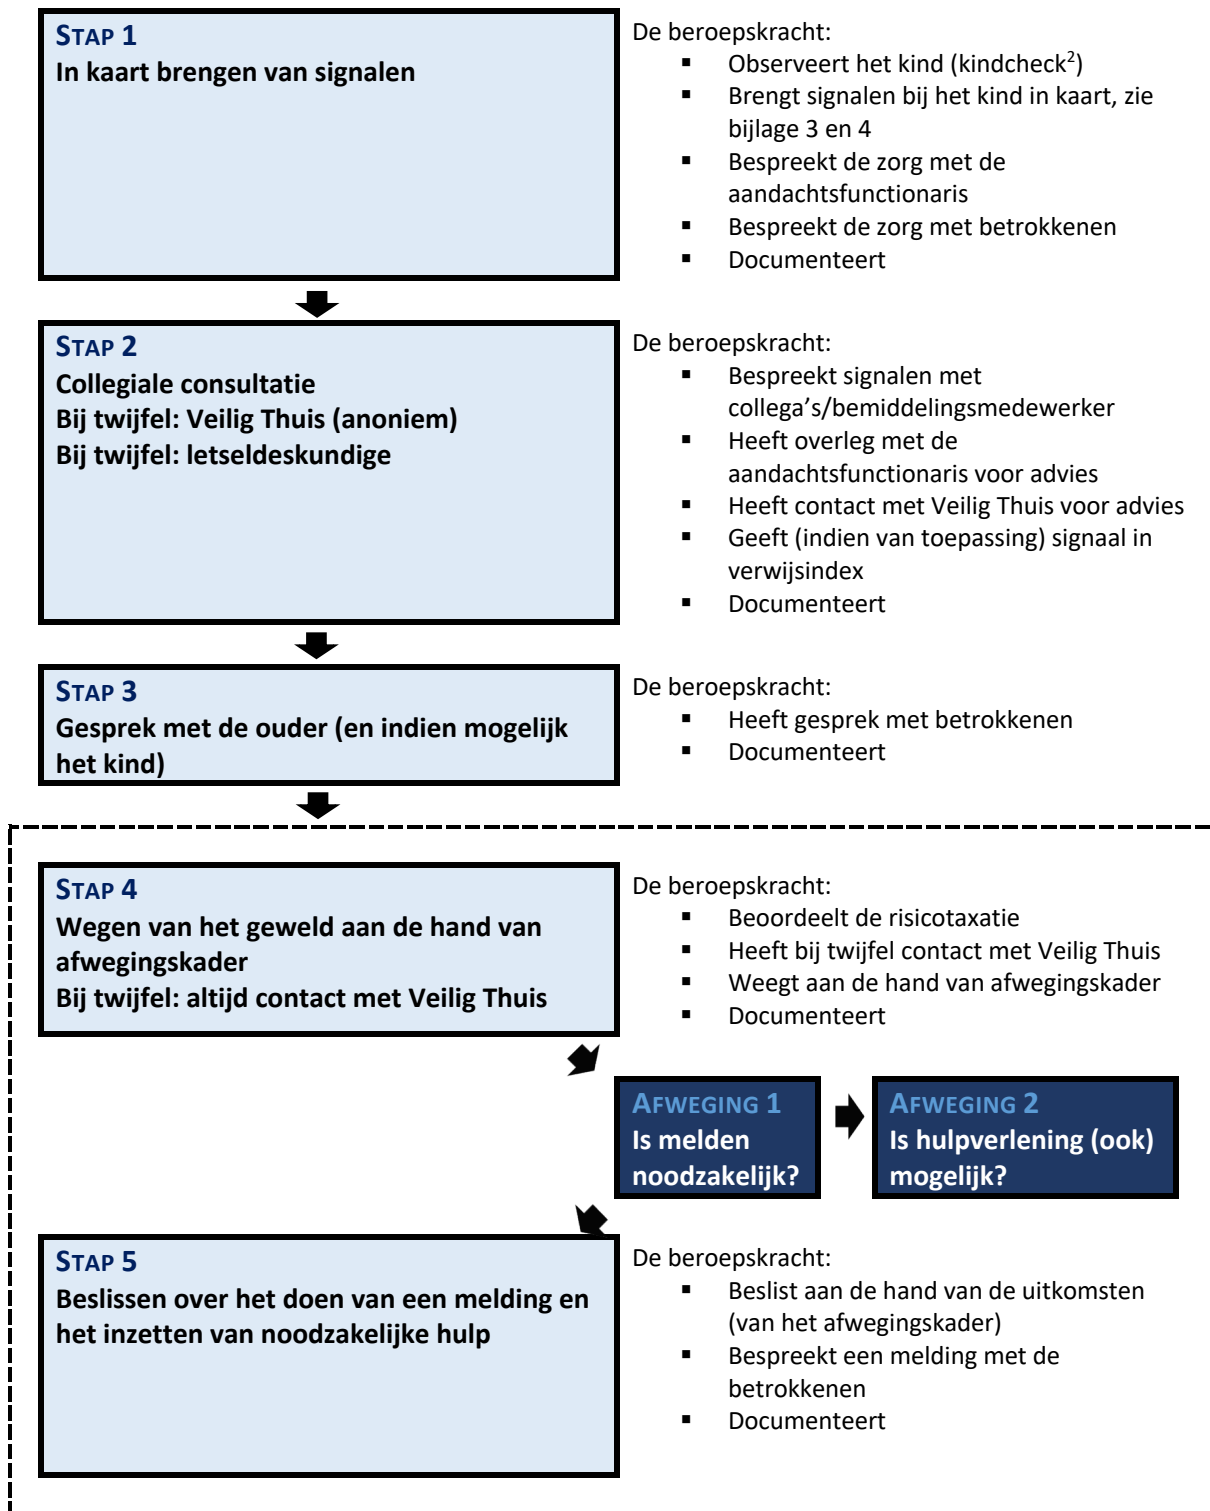 STAP 1
In kaart brengen van signalen
De beroepskracht:
▪ Observeert het kind (kindcheck²)
▪ Brengt signalen bij het kind in kaart, zie
bijlage 3 en 4
▪ Bespreekt de zorg met de
aandachtsfunctionaris
▪ Bespreekt de zorg met betrokkenen
▪ Documenteert
STAP 2
Collegiale consultatie
Bij twijfel: Veilig Thuis (anoniem)
Bij twijfel: letseldeskundige
De beroepskracht:
▪ Bespreekt signalen met
collega’s/bemiddelingsmedewerker
▪ Heeft overleg met de
aandachtsfunctionaris voor advies
▪ Heeft contact met Veilig Thuis voor advies
▪ Geeft (indien van toepassing) signaal in
verwijsindex
▪ Documenteert
STAP 3
Gesprek met de ouder (en indien mogelijk
het kind)
De beroepskracht:
▪ Heeft gesprek met betrokkenen
▪ Documenteert
STAP 4
Wegen van het geweld aan de hand van
afwegingskader
Bij twijfel: altijd contact met Veilig Thuis
De beroepskracht:
▪ Beoordeelt de risicotaxatie
▪ Heeft bij twijfel contact met Veilig Thuis
▪ Weegt aan de hand van afwegingskader
▪ Documenteert
AFWEGING 1
Is melden
noodzakelijk?
AFWEGING 2
Is hulpverlening (ook)
mogelijk?
STAP 5
Beslissen over het doen van een melding en
het inzetten van noodzakelijke hulp
De beroepskracht:
▪ Beslist aan de hand van de uitkomsten
(van het afwegingskader)
▪ Bespreekt een melding met de
betrokkenen
▪ Documenteert